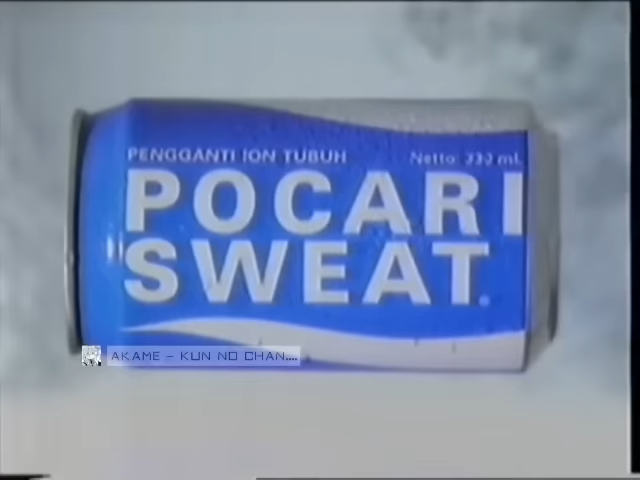 PENGGANTI ION TUBUH Netto: 330 mL
POCARI
SWEAT
AKAME - KUN NO CHAN....